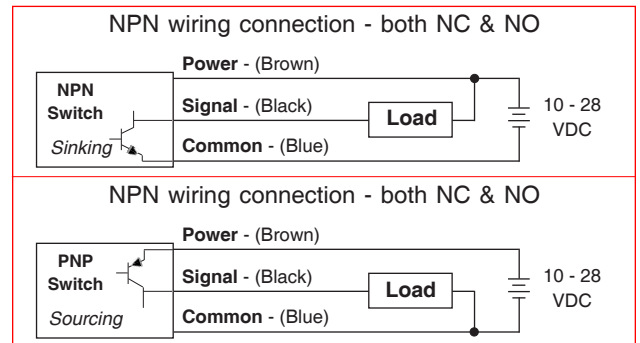 NPN wiring connection - both NC & NO
Power - (Brown)
NPN
Switch
Signal - (Black)
Load
10 - 28
VDC
Sinking
Common - (Blue)
NPN wiring connection - both NC & NO
Power - (Brown)
PNP
Switch
Signal - (Black)
Load
10 - 28
VDC
Sourcing
Common - (Blue)